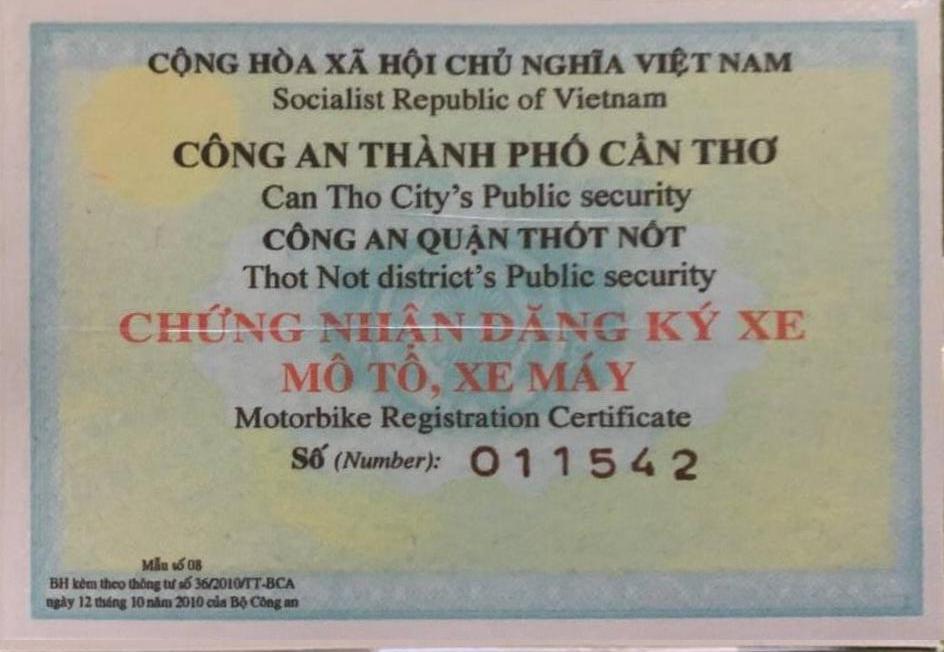 CỘNG HÒA XÃ HỘI CHỦ NGHĨA VIỆT NAM
Socialist Republic of Vietnam
CÔNG AN THÀNH PHỐ CẦN THƠ
Can Tho City's Public security
CÔNG AN QUẬN THỐT NỐT
Thot Not district's Public security
CHỨNG NHẬN ĐĂNG KÝ XE
MÔ TÔ, XE MÁY
Motorbike Registration Certificate
Số (Number): 011542
Mẫu số 08
BH kèm theo thông tư số 36/2010/TT-BCA
ngày 12 tháng 10 năm 2010 của Bộ Công an